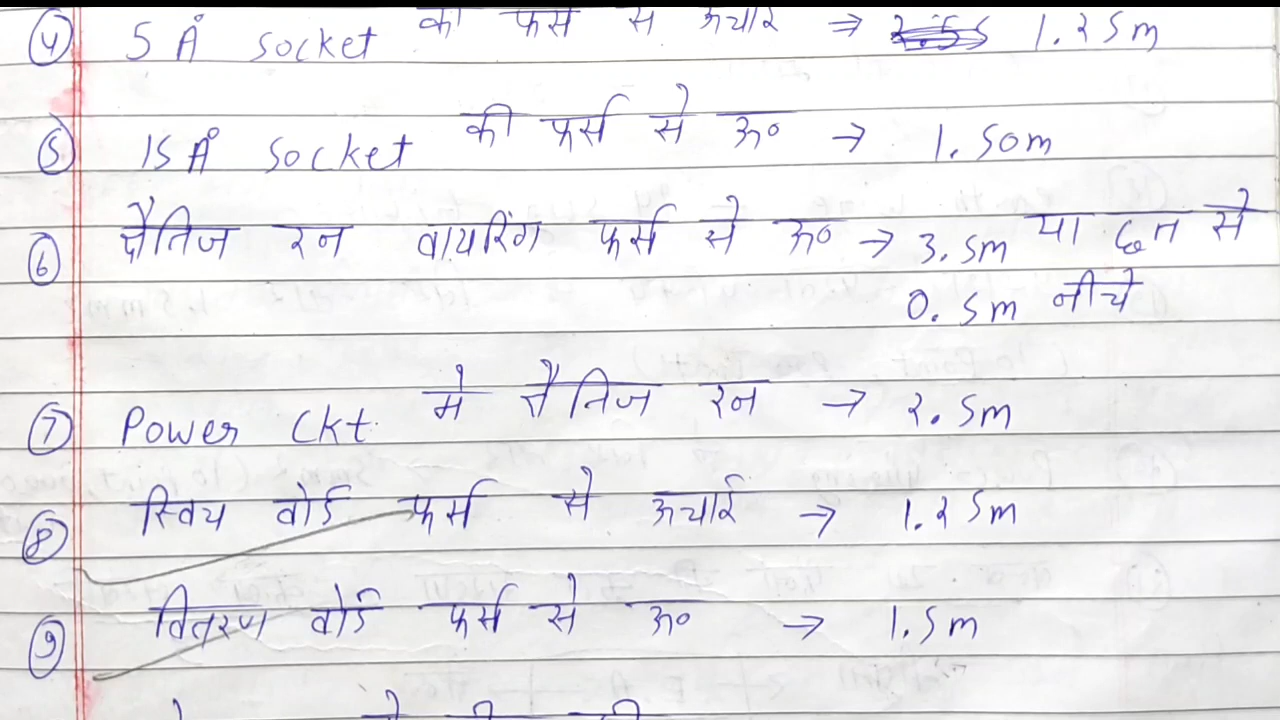 ④ 5 A° socket की फर्स से ऊचाई ⇒ 1.25m
⑤ 15 A° socket की फर्स से ऊ० → 1.50m
⑥ क्षैतिज रन वायरिंग फर्स से ऊ० → 3.5m या छत से
0.5m नीचे
⑦ Power Ckt. मे क्षैतिज रन → 2.5m
⑧ स्विच वोर्ड फर्स से ऊचाई → 1.25m
⑨ वितरण वोर्ड फर्स से ऊ० → 1.5m